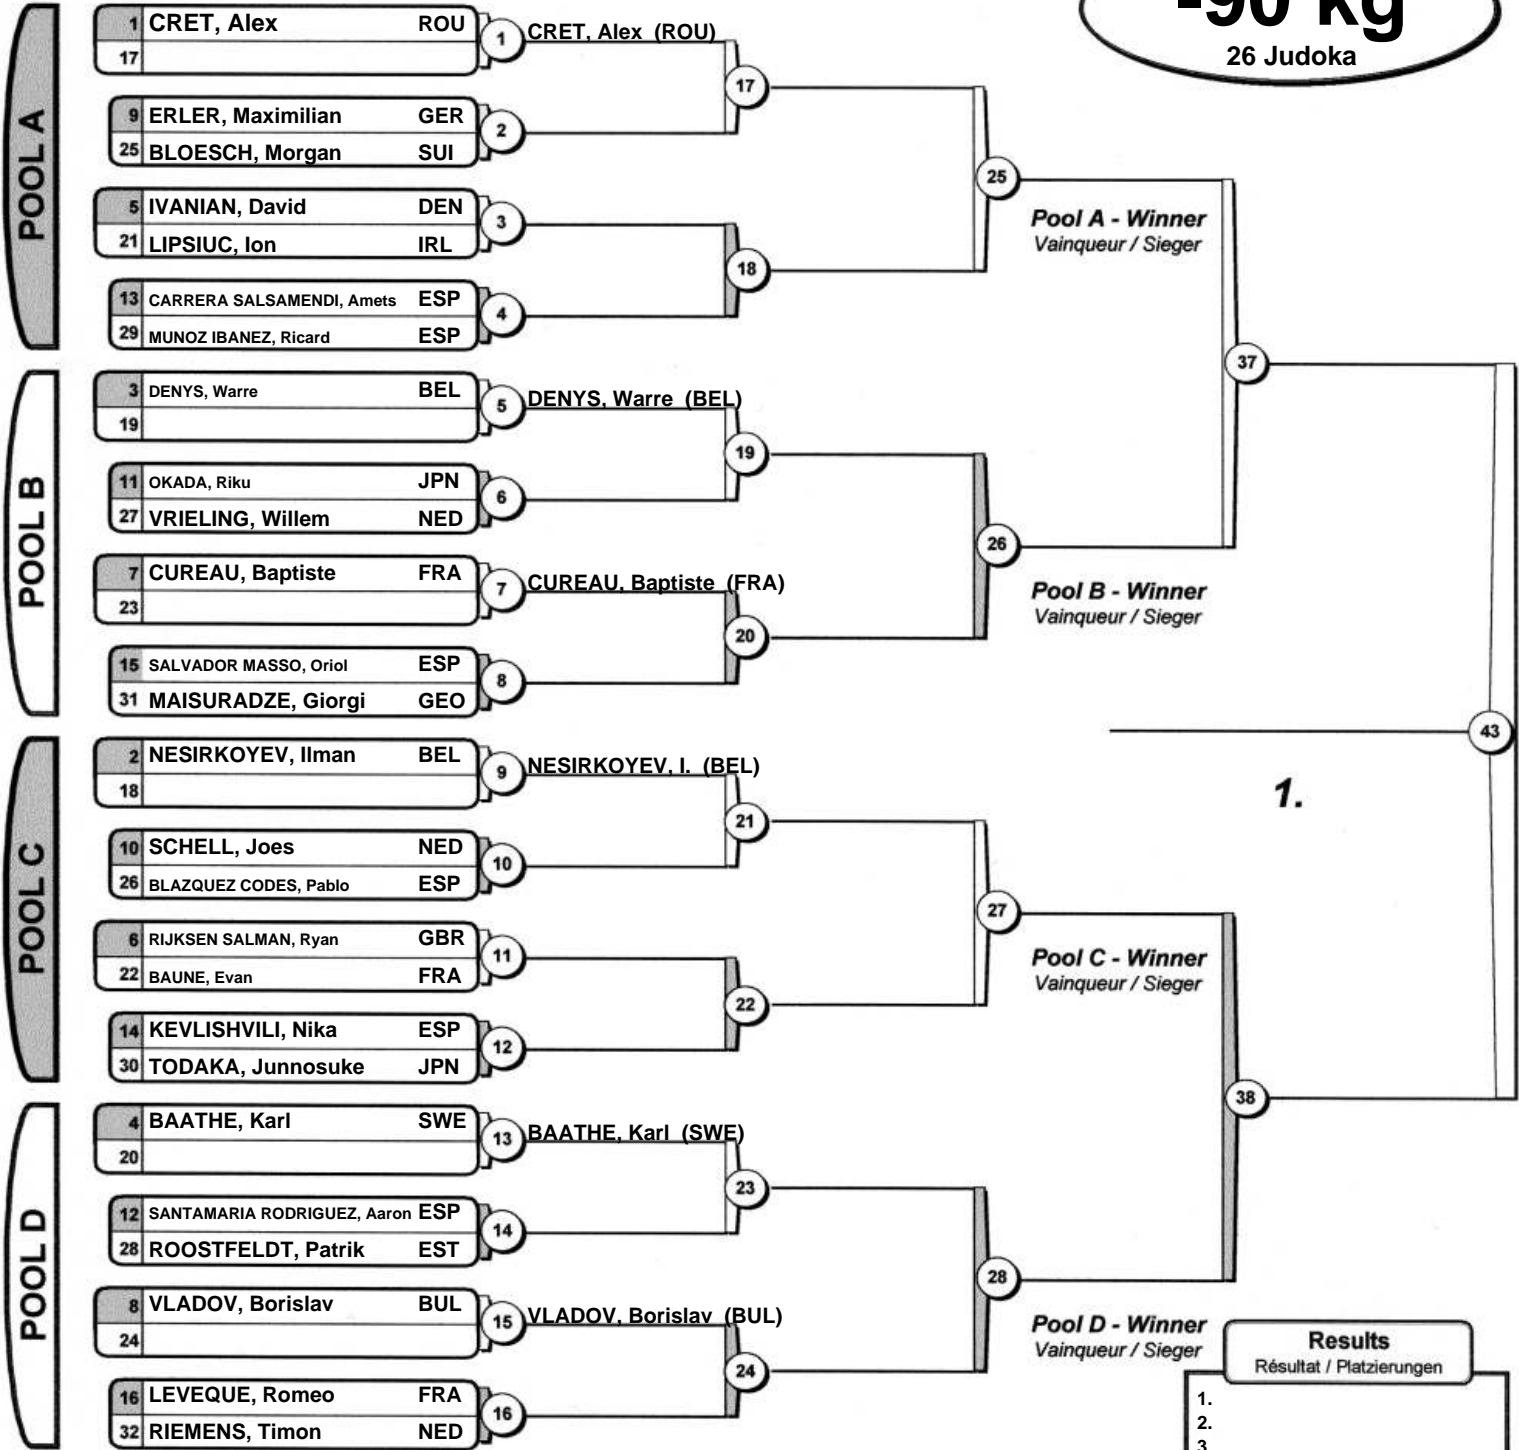 -90 kg
26 Judoka
POOL A
1 CRET, Alex ROU
17
1
CRET, Alex (ROU)
9 ERLER, Maximilian GER
25 BLOESCH, Morgan SUI
2
17
5 IVANIAN, David DEN
21 LIPSIUC, Ion IRL
3
13 CARRERA SALSAMENDI, Amets ESP
29 MUNOZ IBANEZ, Ricard ESP
4
18
25
Pool A - Winner
Vainqueur / Sieger
POOL B
3 DENYS, Warre BEL
19
5
DENYS, Warre (BEL)
11 OKADA, Riku JPN
27 VRIELING, Willem NED
6
19
7 CUREAU, Baptiste FRA
23
7
CUREAU, Baptiste (FRA)
15 SALVADOR MASSO, Oriol ESP
31 MAISURADZE, Giorgi GEO
8
20
26
Pool B - Winner
Vainqueur / Sieger
37
POOL C
2 NESIRKOYEV, Ilman BEL
18
9
NESIRKOYEV, I. (BEL)
10 SCHELL, Joes NED
26 BLAZQUEZ CODES, Pablo ESP
10
21
6 RIJKSEN SALMAN, Ryan GBR
22 BAUNE, Evan FRA
11
14 KEVLISHVILI, Nika ESP
30 TODAKA, Junnosuke JPN
12
22
27
Pool C - Winner
Vainqueur / Sieger
43
1.
POOL D
4 BAATHE, Karl SWE
20
13
BAATHE, Karl (SWE)
12 SANTAMARIA RODRIGUEZ, Aaron ESP
28 ROOSTFELDT, Patrik EST
14
23
8 VLADOV, Borislav BUL
24
15
VLADOV, Borislav (BUL)
16 LEVEQUE, Romeo FRA
32 RIEMENS, Timon NED
16
24
28
Pool D - Winner
Vainqueur / Sieger
38
Results
Résultat / Platzierungen
1.
2.
3